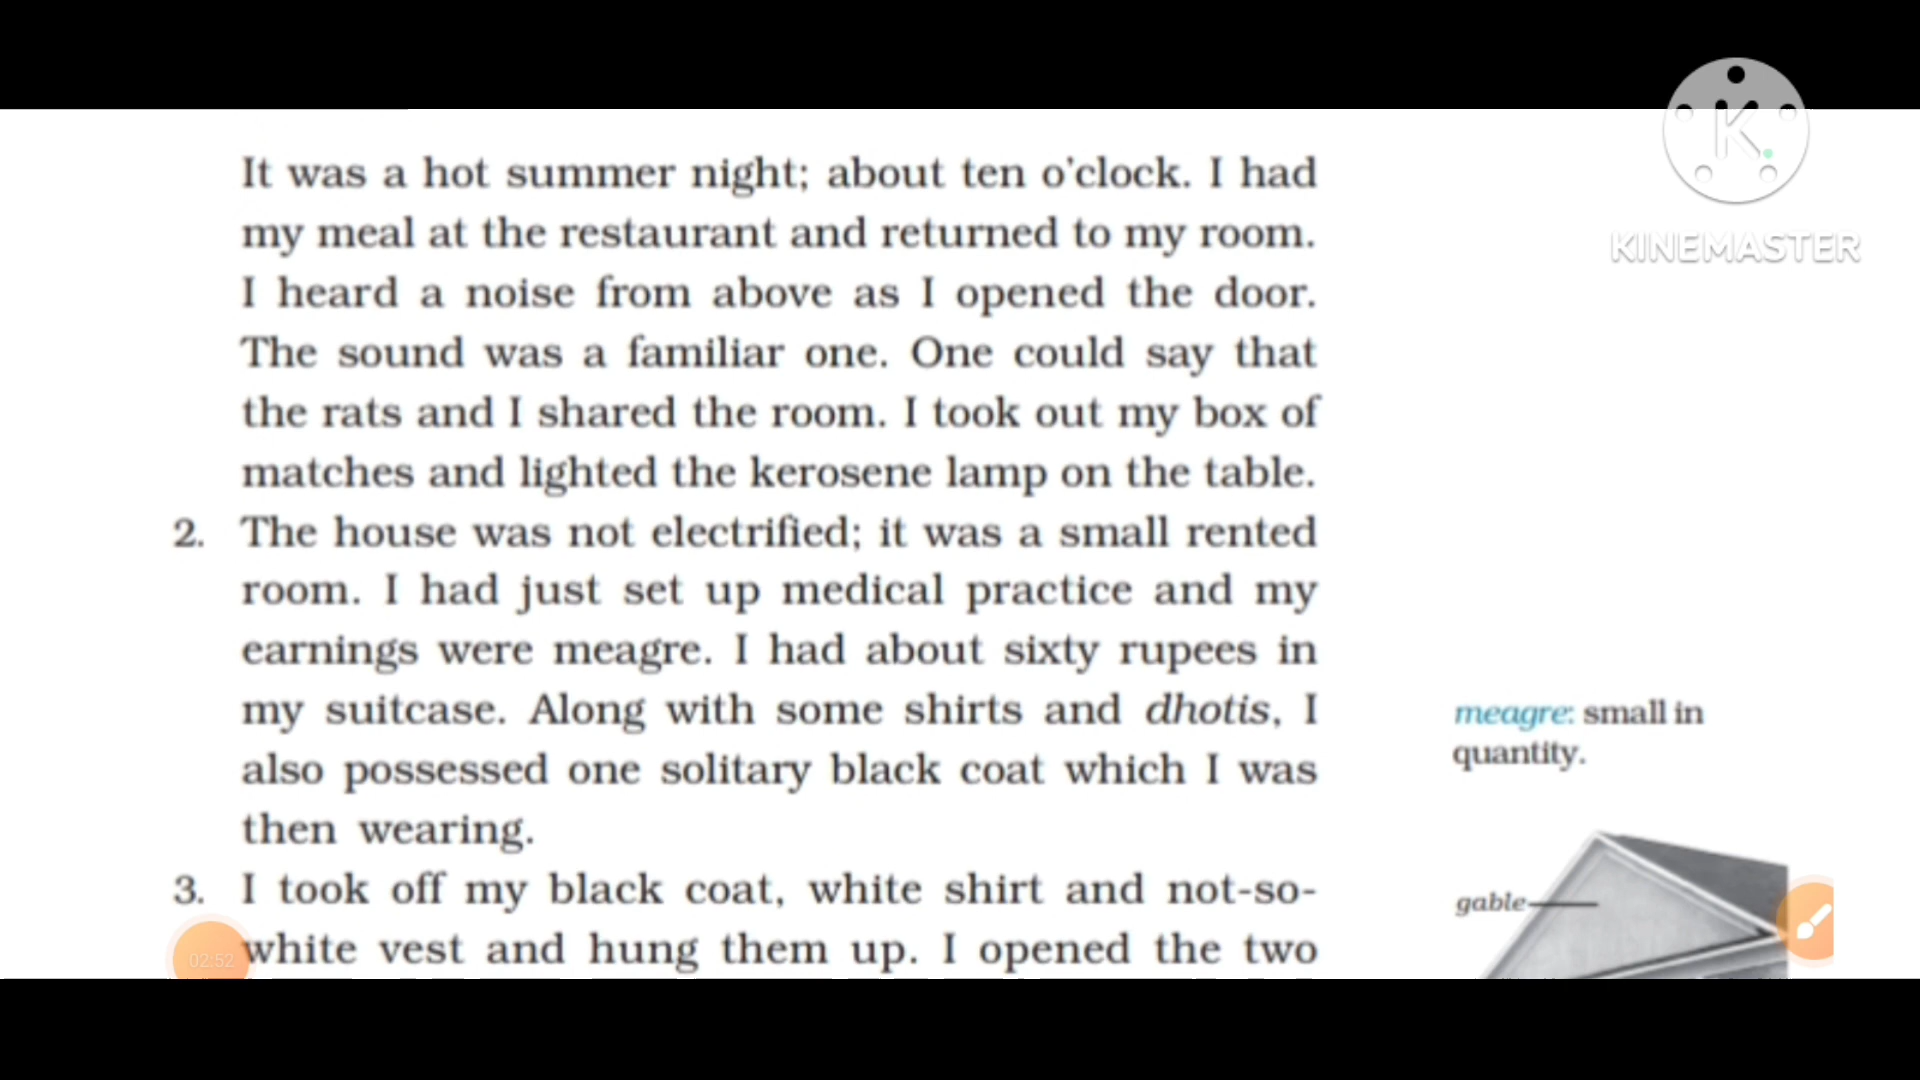 It was a hot summer night; about ten o'clock. I had
my meal at the restaurant and returned to my room.
I heard a noise from above as I opened the door.
The sound was a familiar one. One could say that
the rats and I shared the room. I took out my box of
matches and lighted the kerosene lamp on the table.
2. The house was not electrified; it was a small rented
room. I had just set up medical practice and my
earnings were meagre. I had about sixty rupees in
my suitcase. Along with some shirts and dhotis, I
also possessed one solitary black coat which I was
then wearing.
3. I took off my black coat, white shirt and not-so-
white vest and hung them up. I opened the two
meagre: small in
quantity.
gable
K
KINEMASTER
02:52